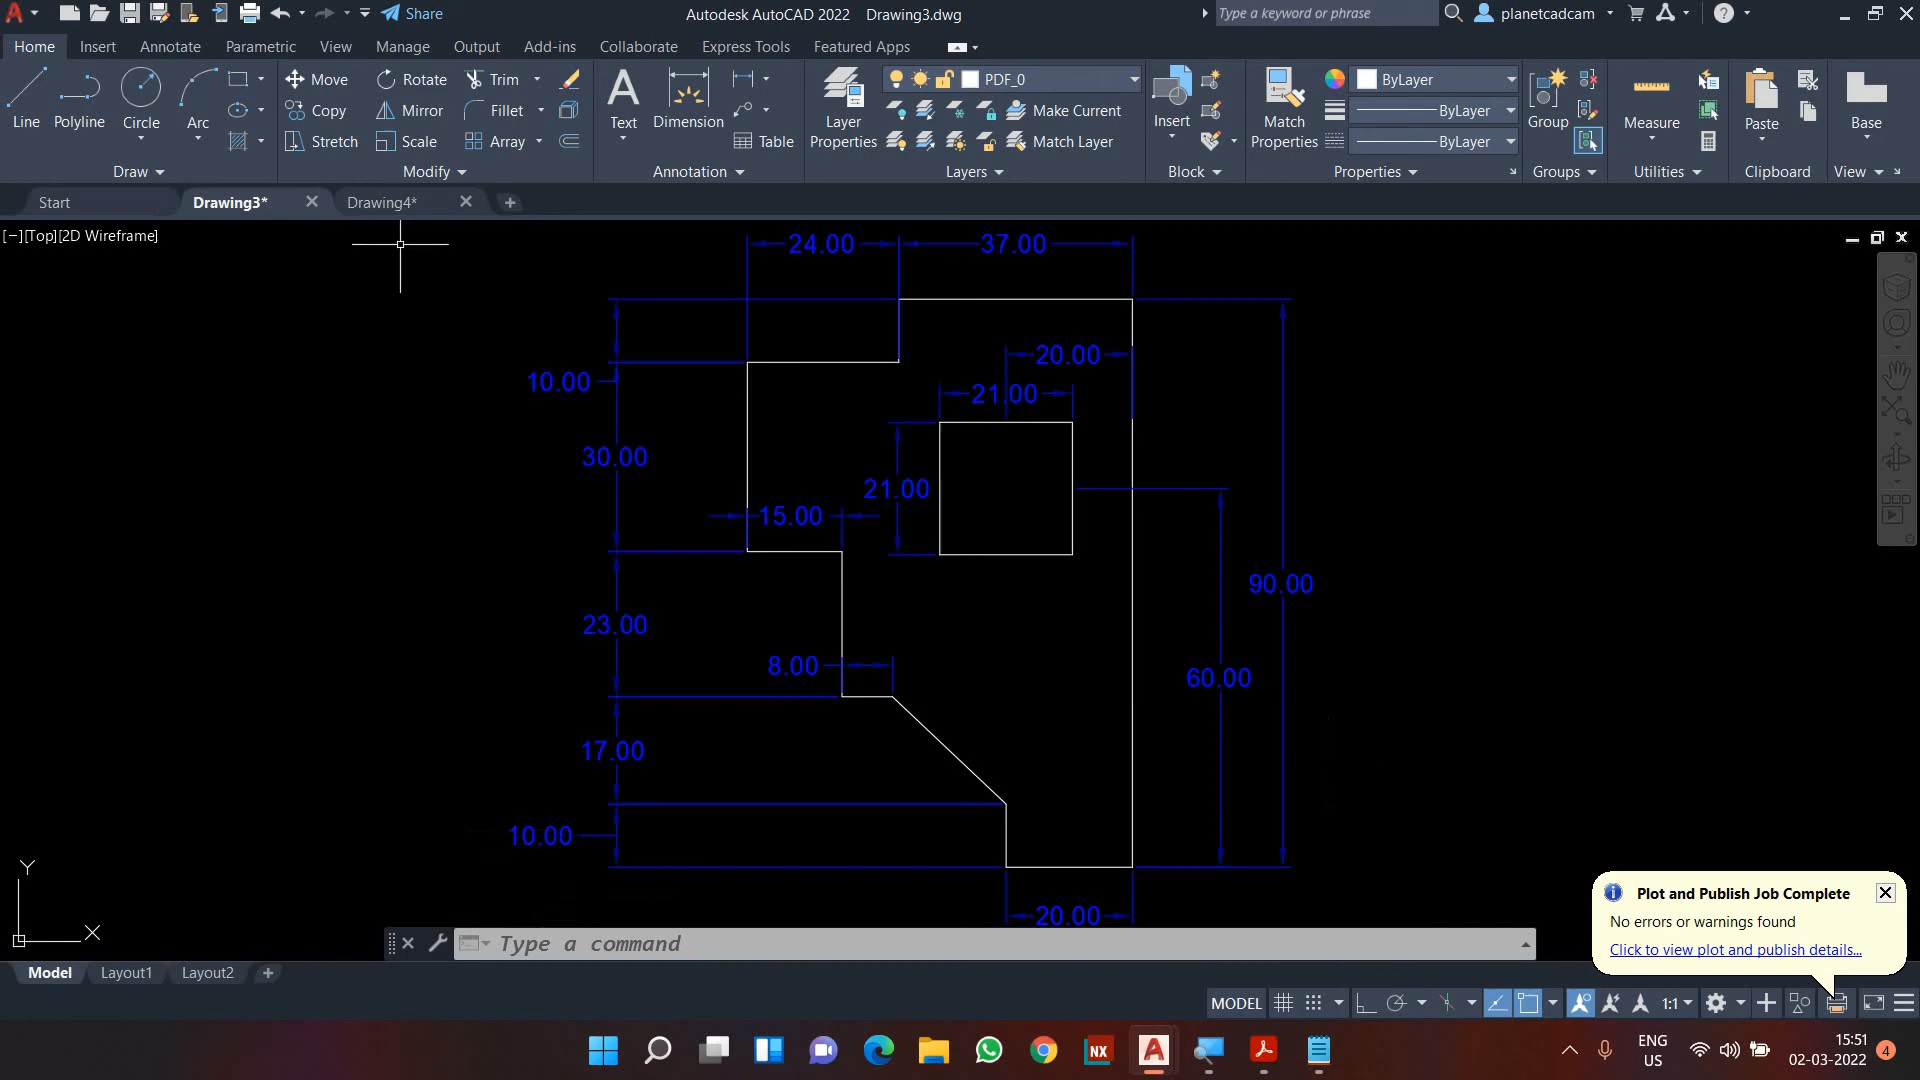 Share
Autodesk AutoCAD 2022 Drawing3.dwg
Type a keyword or phrase
planetcadcam
Home Insert Annotate Parametric View Manage Output Add-ins Collaborate Express Tools Featured Apps
Line Polyline Circle Arc
Move Rotate Trim
Copy Mirror Fillet
Stretch Scale Array
Text Dimension Table
Layer Properties
PDF_0
Make Current
Match Layer
Insert
Match Properties
ByLayer
ByLayer
ByLayer
Group
Measure
Paste
Base
Draw Modify Annotation Layers Block Properties Groups Utilities Clipboard View
Start Drawing3* Drawing4*
[−][Top][2D Wireframe]
24.00 37.00
20.00
10.00 21.00
30.00
21.00
15.00
90.00
23.00
8.00 60.00
17.00
10.00
20.00
Y
X
Type a command
Plot and Publish Job Complete
No errors or warnings found
Click to view plot and publish details...
Model Layout1 Layout2
MODEL 1:1
NX
ENG
US
15:51
02-03-2022
4